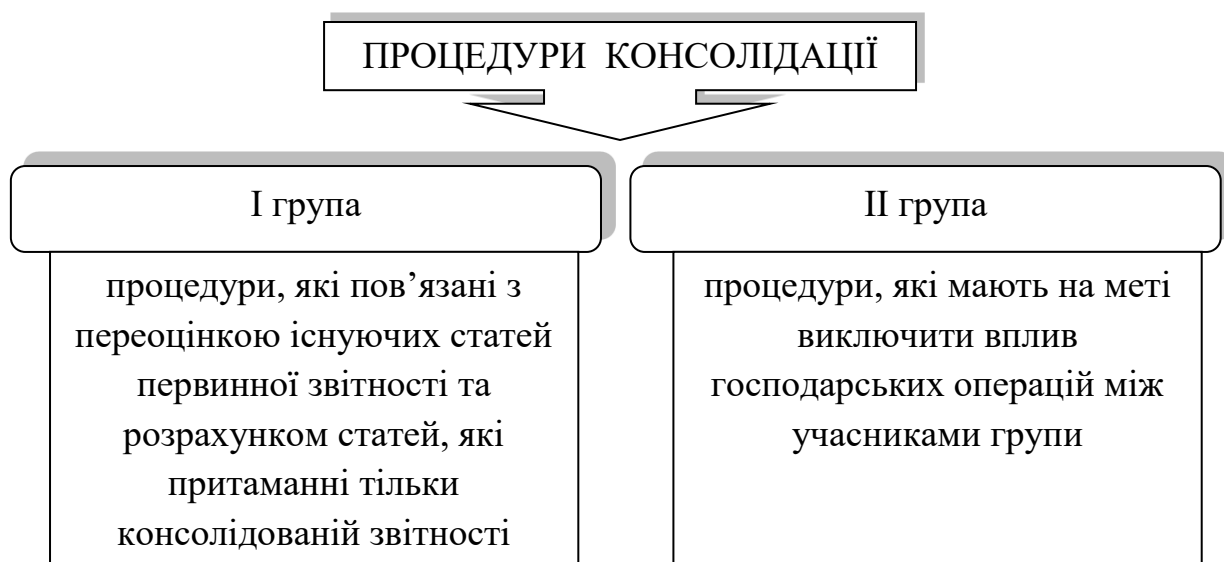 ПРОЦЕДУРИ КОНСОЛІДАЦІЇ
І група
процедури, які пов’язані з
переоцінкою існуючих статей
первинної звітності та
розрахунком статей, які
притаманні тільки
консолідованій звітності
ІІ група
процедури, які мають на меті
виключити вплив
господарських операцій між
учасниками групи